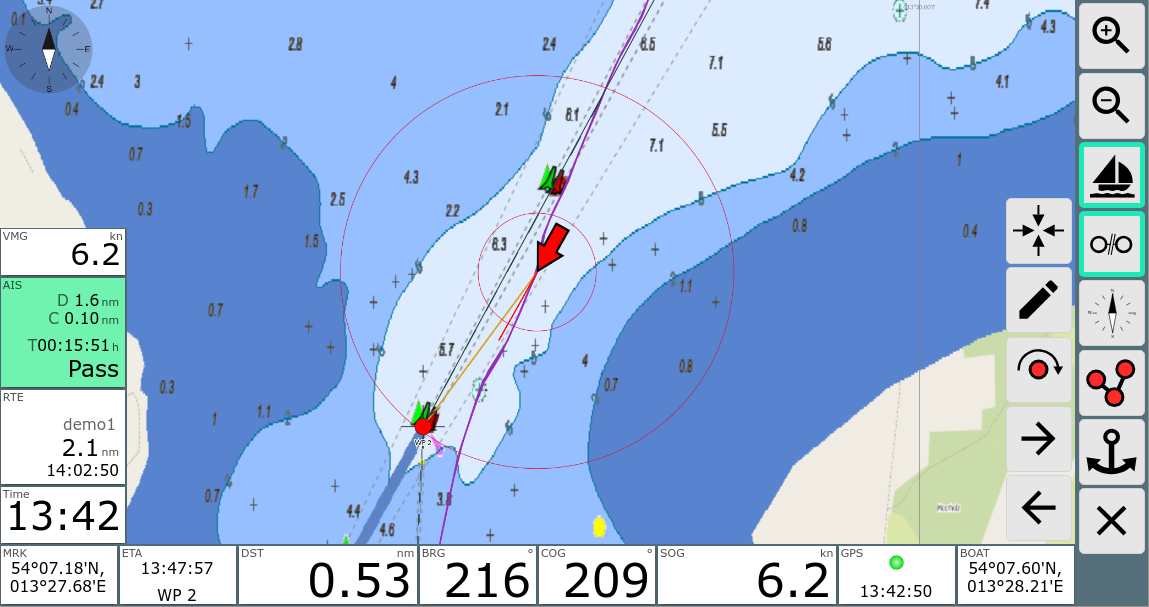 0.1
2.7
7.4
4.3
N
W
E
S
2.8
2.4
6.5
5.6
7.1
2.4
3
4
4.1
0.4
1.5
2.1
6.1
5.5
7.1
0.7
1
4.3
4.2
1.7
2.5
0.3
2.2
0.8
0.4
1.5
6.3
1.1
0.7
5.7
4
0.8
0.7
0.3
1
1.1
0.7
3.8
4.4
4.6
WP 2
VMG kn
6.2
AIS
D 1.6 nm
C 0.10 nm
T00:15:51 h
Pass
RTE
demo1
2.1 nm
14:02:50
Time
13:42
MRK
54°07.18'N,
013°27.68'E
ETA
13:47:57
WP 2
DST nm
0.53
BRG °
216
COG °
209
SOG kn
6.2
GPS
13:42:50
BOAT
54°07.60'N,
013°28.21'E